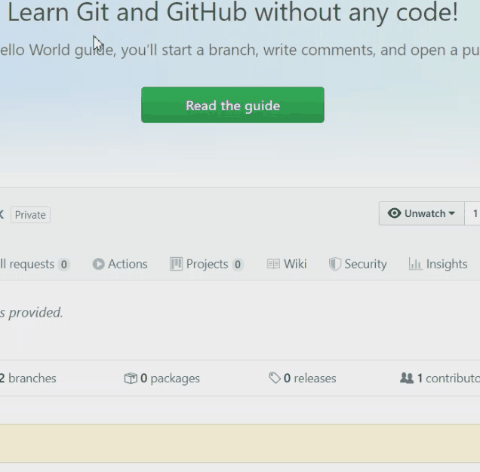 Learn Git and GitHub without any code!
ello World guide, you'll start a branch, write comments, and open a pu
Read the guide
Private
Unwatch 1
ll requests 0 Actions Projects 0 Wiki Security Insights
s provided.
2 branches 0 packages 0 releases 1 contributo